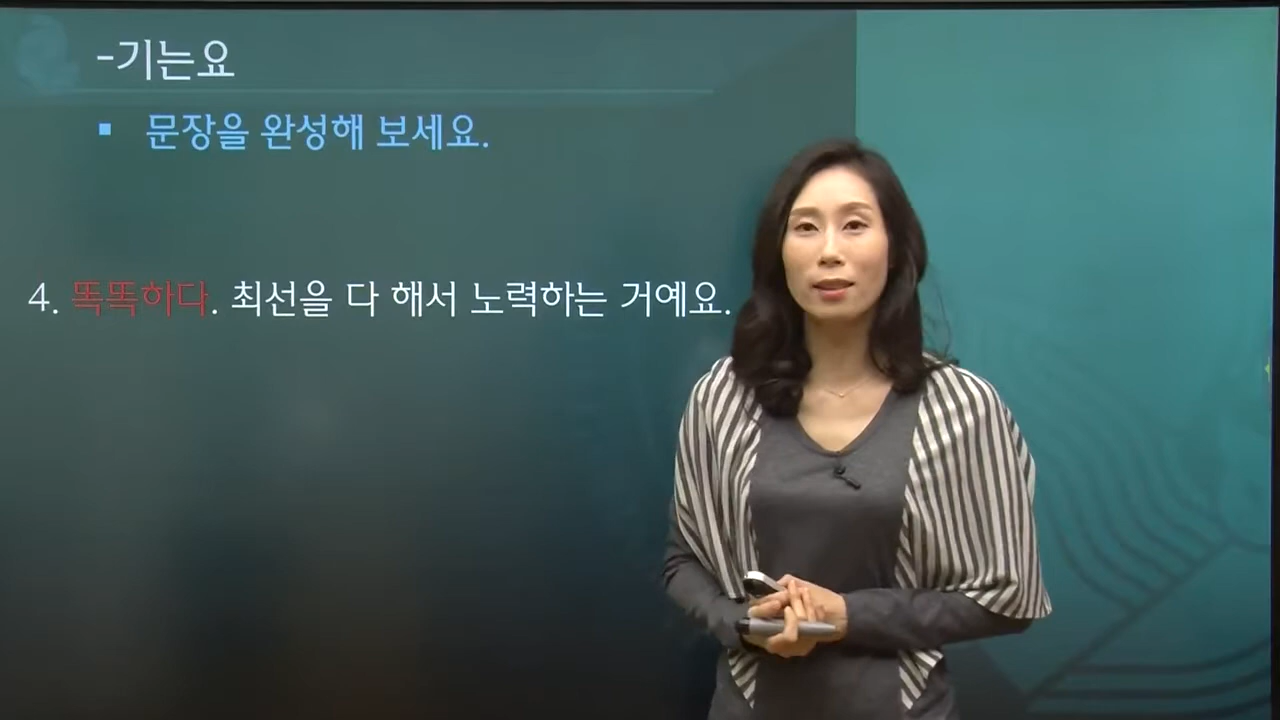 -기는요
▪ 문장을 완성해 보세요.
4. 똑똑하다. 최선을 다 해서 노력하는 거예요.